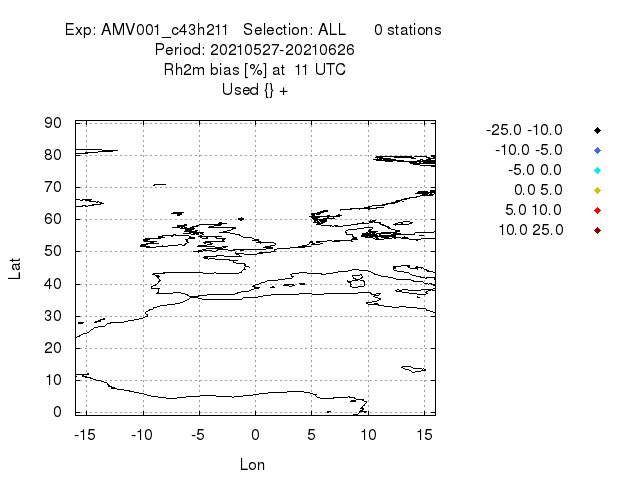 Exp: AMV001_c43h211   Selection: ALL      0 stations
Period: 20210527-20210626
Rh2m bias [%] at  11 UTC
Used {} +
90
80
70
60
50
40
30
20
10
0
-15 -10 -5 0 5 10 15
Lat
Lon
-25.0 -10.0
-10.0 -5.0
-5.0 0.0
0.0 5.0
5.0 10.0
10.0 25.0